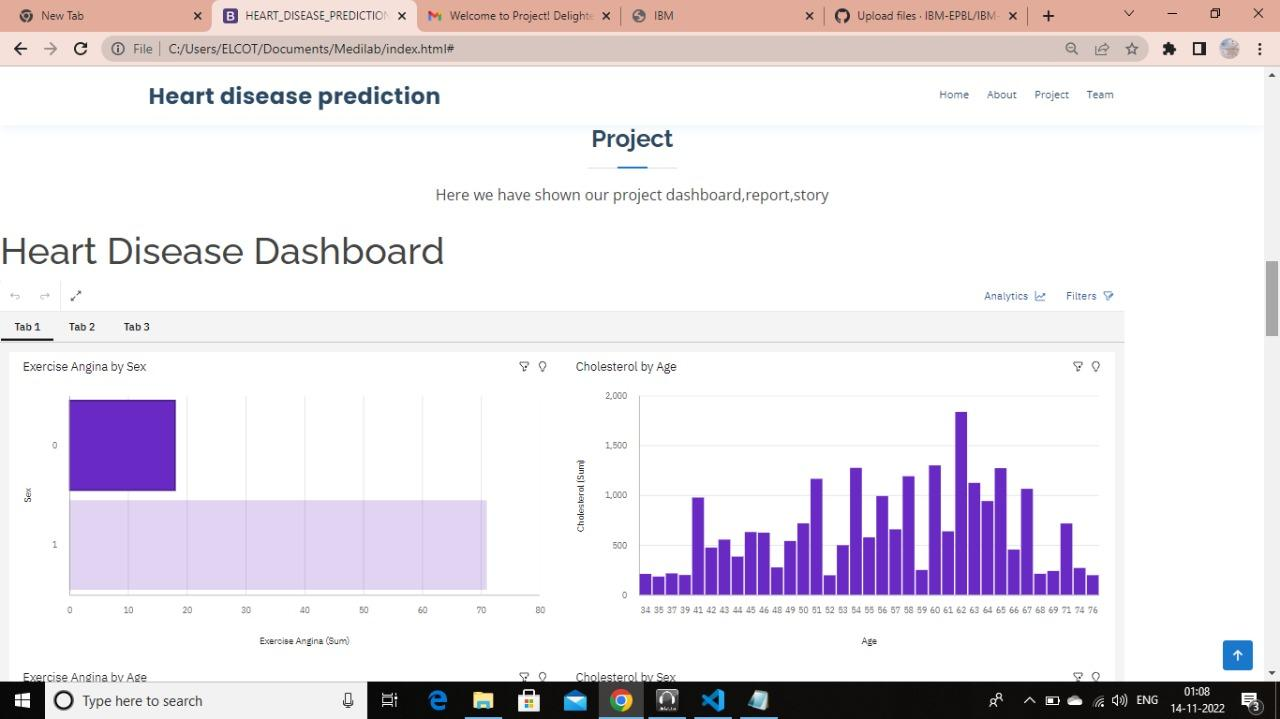 New Tab
HEART_DISEASE_PREDICTION
Welcome to Project! Delighte
IBM
Upload files · IBM-EPBL/IBM-
File
C:/Users/ELCOT/Documents/Medilab/index.html#
Heart disease prediction
Home
About
Project
Team
Project
Here we have shown our project dashboard,report,story
Heart Disease Dashboard
Analytics
Filters
Tab 1
Tab 2
Tab 3
Exercise Angina by Sex
Sex
0
1
0 10 20 30 40 50 60 70 80
Exercise Angina (Sum)
Cholesterol by Age
Cholesterol (Sum)
2,000
1,500
1,000
500
0
34 35 37 39 41 42 43 44 45 46 48 49 50 51 52 53 54 55 56 57 58 59 60 61 62 63 64 65 66 67 68 69 71 74 76
Age
Exercise Angina by Age
Cholesterol by Sex
Type here to search
ENG
01:08
14-11-2022
3